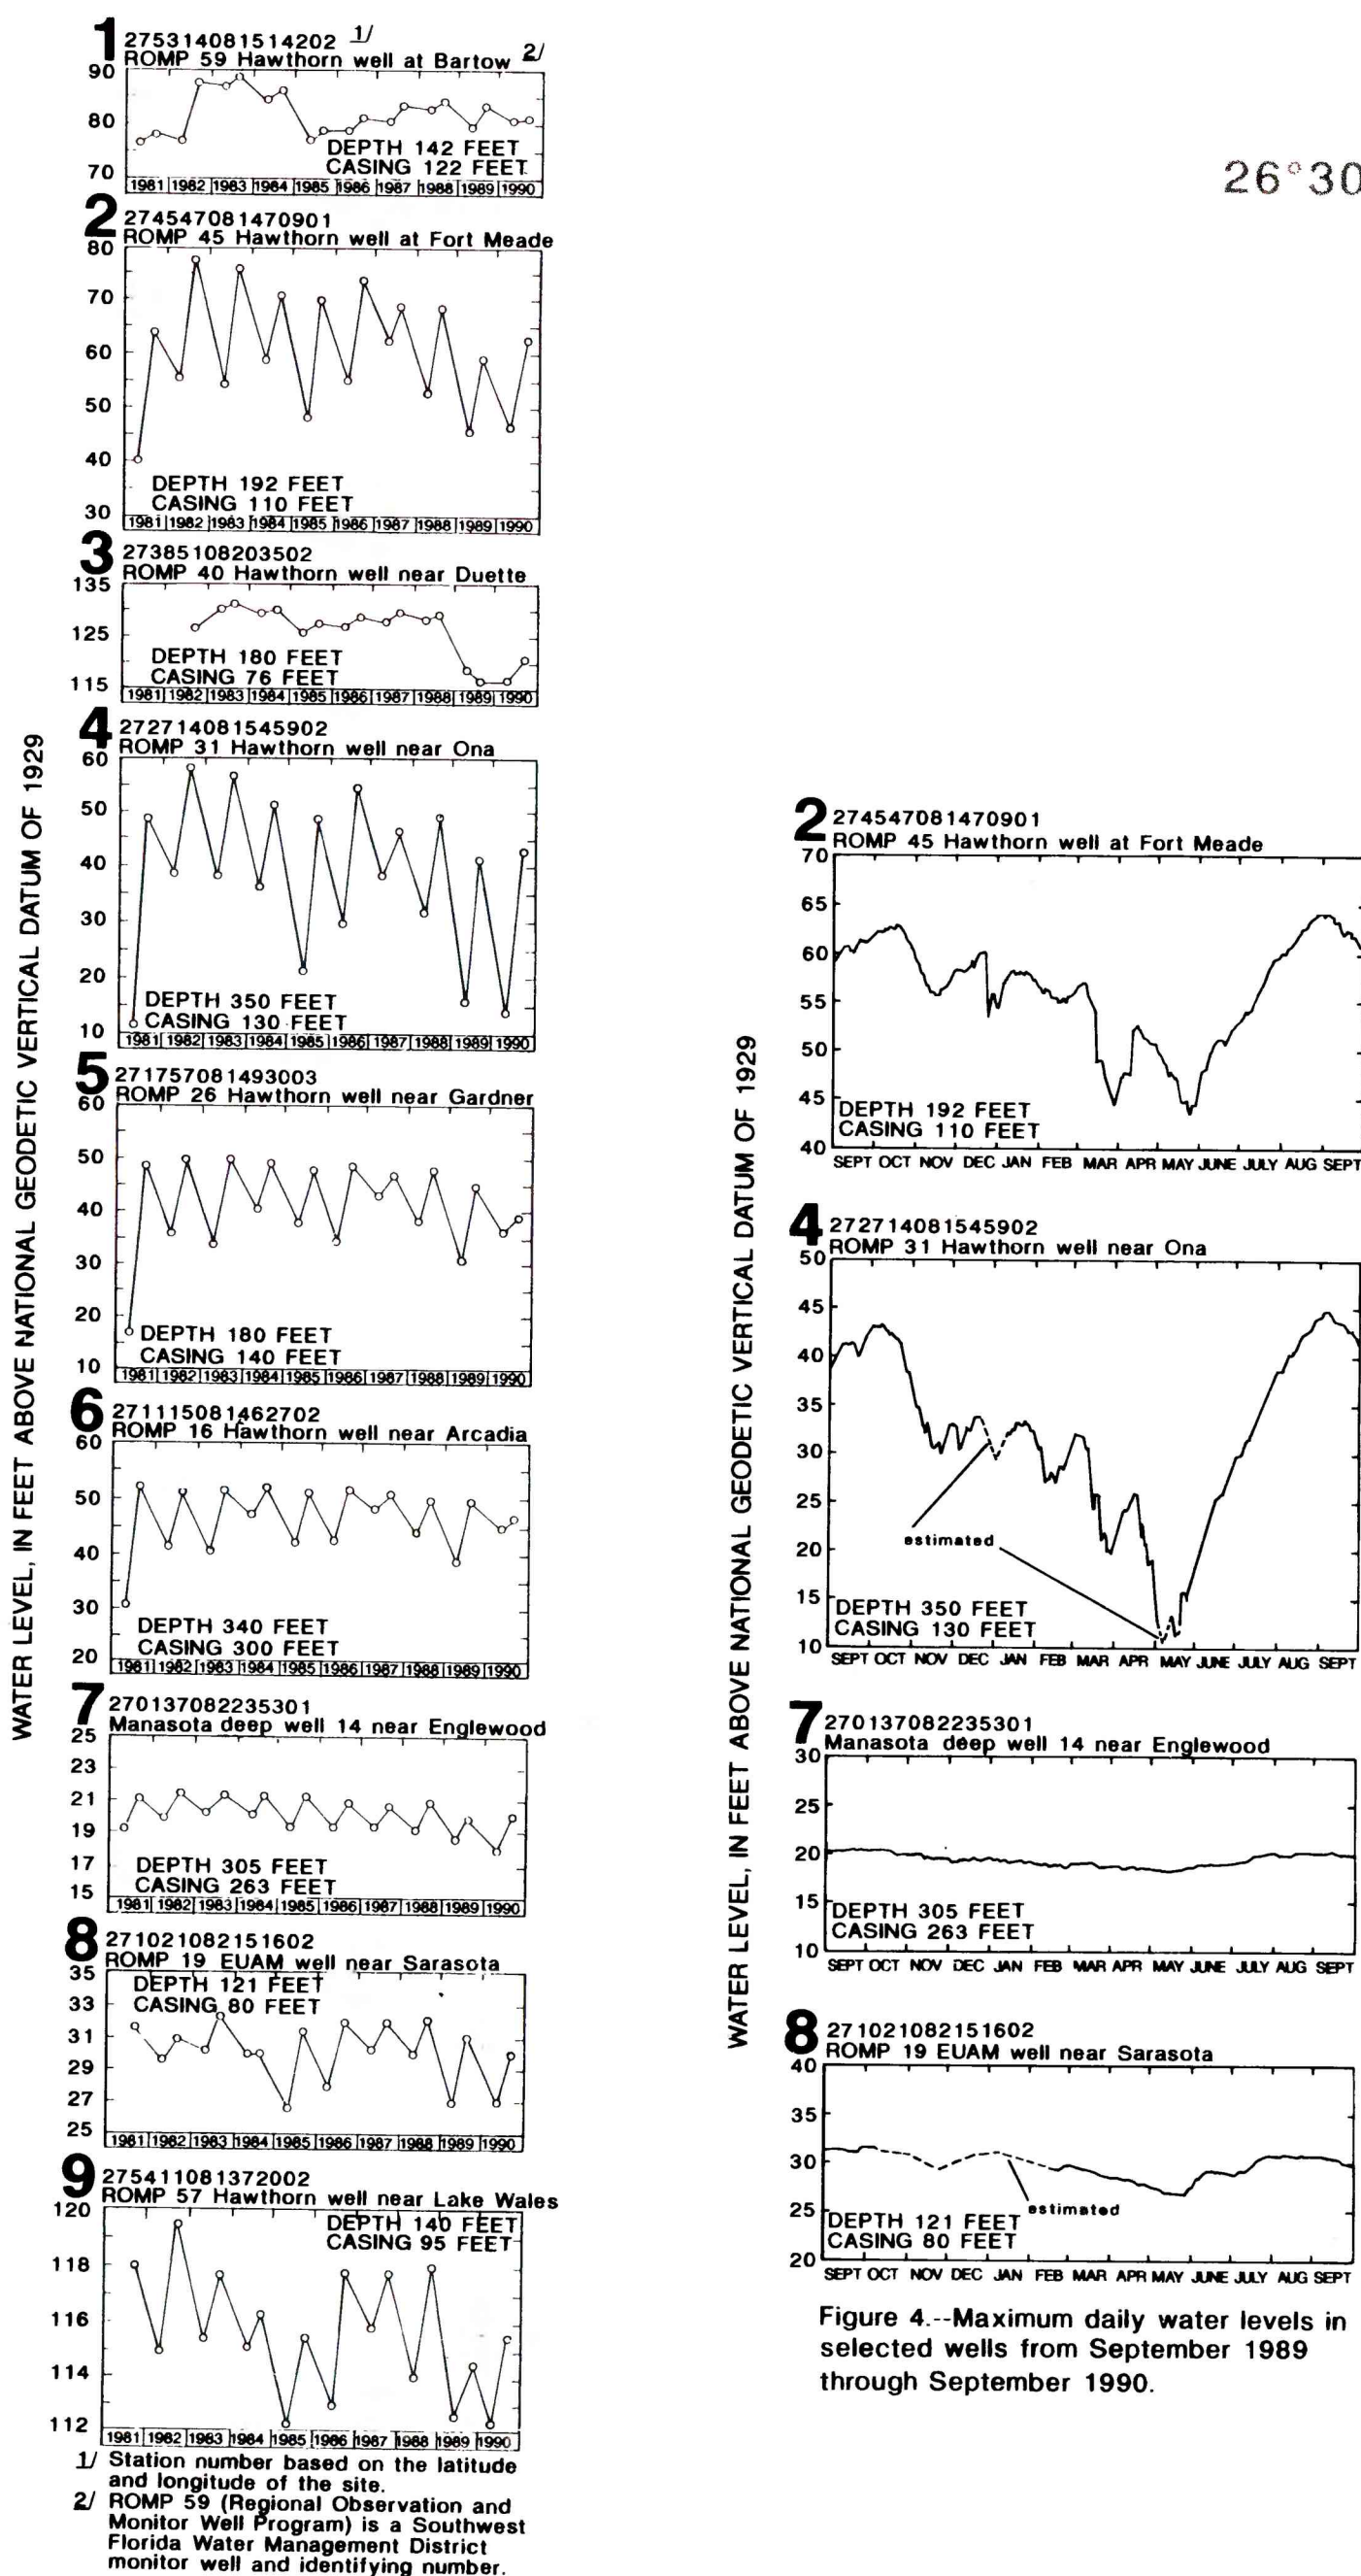 1 275314081514202 1/
ROMP 59 Hawthorn well at Bartow 2/
90
80
70
DEPTH 142 FEET
CASING 122 FEET
1981 1982 1983 1984 1985 1986 1987 1988 1989 1990
2 274547081470901
ROMP 45 Hawthorn well at Fort Meade
80
70
60
50
40
30
DEPTH 192 FEET
CASING 110 FEET
1981 1982 1983 1984 1985 1986 1987 1988 1989 1990
3 27385108203502
ROMP 40 Hawthorn well near Duette
135
125
115
DEPTH 180 FEET
CASING 76 FEET
1981 1982 1983 1984 1985 1986 1987 1988 1989 1990
4 272714081545902
ROMP 31 Hawthorn well near Ona
60
50
40
30
20
10
DEPTH 350 FEET
CASING 130 FEET
1981 1982 1983 1984 1985 1986 1987 1988 1989 1990
5 271757081493003
ROMP 26 Hawthorn well near Gardner
60
50
40
30
20
10
DEPTH 180 FEET
CASING 140 FEET
1981 1982 1983 1984 1985 1986 1987 1988 1989 1990
6 271115081462702
ROMP 16 Hawthorn well near Arcadia
60
50
40
30
20
DEPTH 340 FEET
CASING 300 FEET
1981 1982 1983 1984 1985 1986 1987 1988 1989 1990
7 270137082235301
Manasota deep well 14 near Englewood
25
23
21
19
17
15
DEPTH 305 FEET
CASING 263 FEET
1981 1982 1983 1984 1985 1986 1987 1988 1989 1990
8 271021082151602
ROMP 19 EUAM well near Sarasota
35
33
31
29
27
25
DEPTH 121 FEET
CASING 80 FEET
1981 1982 1983 1984 1985 1986 1987 1988 1989 1990
9 275411081372002
ROMP 57 Hawthorn well near Lake Wales
120
118
116
114
112
DEPTH 140 FEET
CASING 95 FEET
1981 1982 1983 1984 1985 1986 1987 1988 1989 1990
WATER LEVEL, IN FEET ABOVE NATIONAL GEODETIC VERTICAL DATUM OF 1929
1/ Station number based on the latitude
and longitude of the site.
2/ ROMP 59 (Regional Observation and
Monitor Well Program) is a Southwest
Florida Water Management District
monitor well and identifying number.
26°30
2 274547081470901
ROMP 45 Hawthorn well at Fort Meade
70
65
60
55
50
45
40
DEPTH 192 FEET
CASING 110 FEET
SEPT OCT NOV DEC JAN FEB MAR APR MAY JUNE JULY AUG SEPT
4 272714081545902
ROMP 31 Hawthorn well near Ona
50
45
40
35
30
25
20
15
10
estimated
DEPTH 350 FEET
CASING 130 FEET
SEPT OCT NOV DEC JAN FEB MAR APR MAY JUNE JULY AUG SEPT
7 270137082235301
Manasota deep well 14 near Englewood
30
25
20
15
10
DEPTH 305 FEET
CASING 263 FEET
SEPT OCT NOV DEC JAN FEB MAR APR MAY JUNE JULY AUG SEPT
8 271021082151602
ROMP 19 EUAM well near Sarasota
40
35
30
25
20
estimated
DEPTH 121 FEET
CASING 80 FEET
SEPT OCT NOV DEC JAN FEB MAR APR MAY JUNE JULY AUG SEPT
WATER LEVEL, IN FEET ABOVE NATIONAL GEODETIC VERTICAL DATUM OF 1929
Figure 4.--Maximum daily water levels in
selected wells from September 1989
through September 1990.